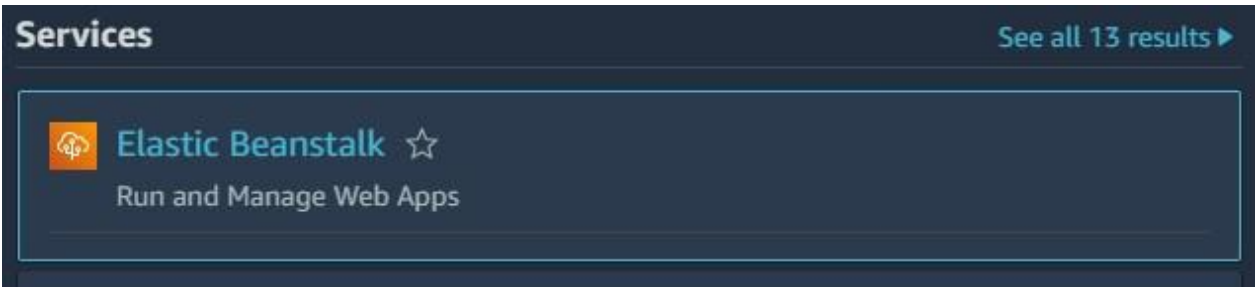 Services
See all 13 results
Elastic Beanstalk
Run and Manage Web Apps